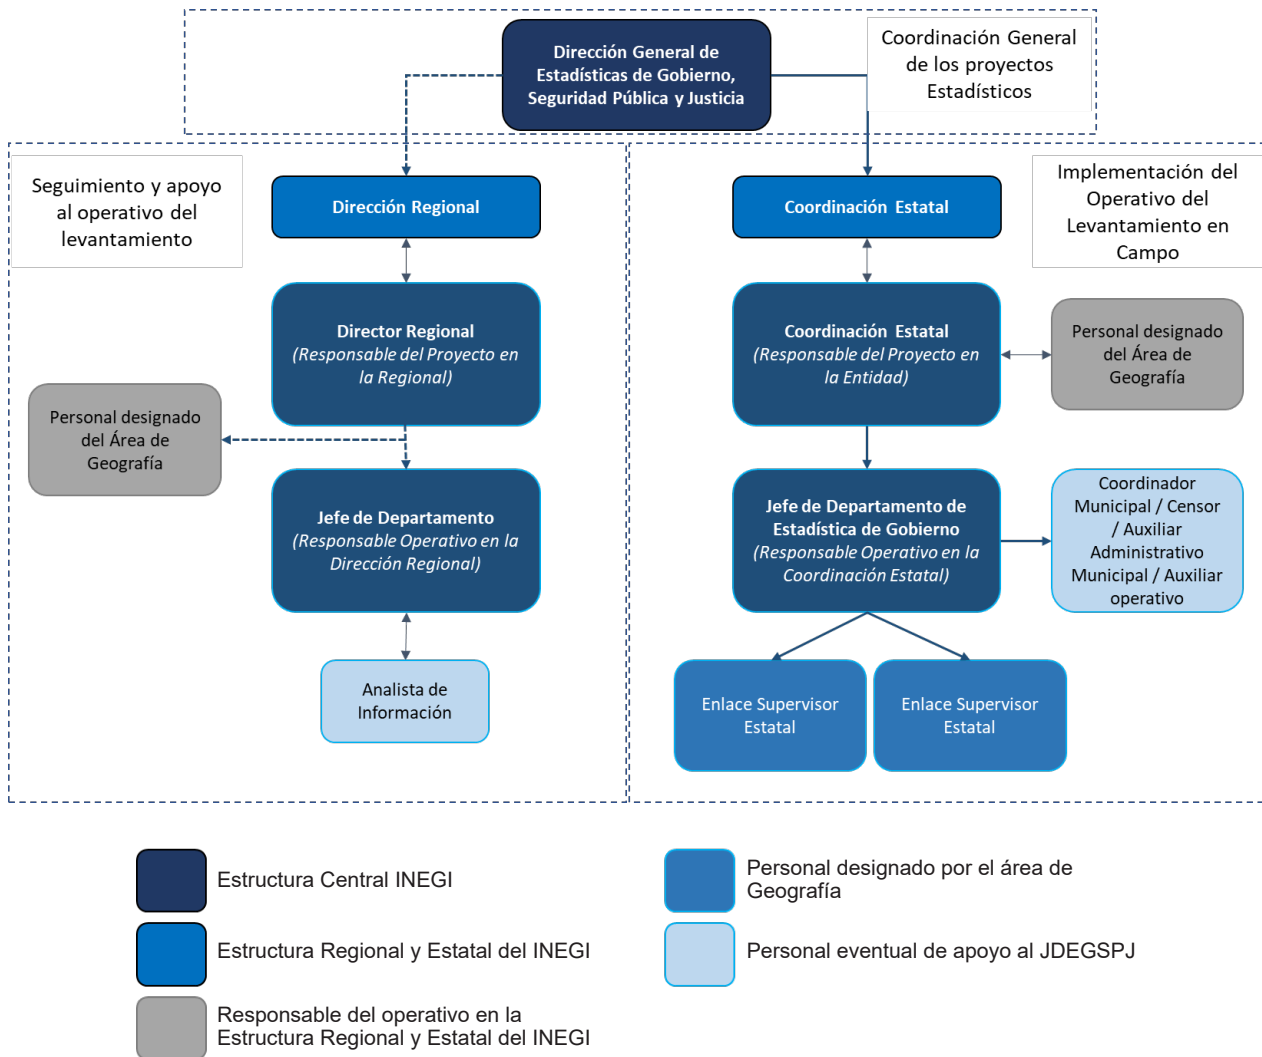 Dirección General de
Estadísticas de Gobierno,
Seguridad Pública y Justicia
Coordinación General
de los proyectos
Estadísticos
Seguimiento y apoyo
al operativo del
levantamiento
Dirección Regional
Director Regional
(Responsable del Proyecto en
la Regional)
Personal designado
del Área de
Geografía
Jefe de Departamento
(Responsable Operativo en la
Dirección Regional)
Analista de
Información
Implementación del
Operativo del
Levantamiento en
Campo
Coordinación Estatal
Coordinación Estatal
(Responsable del Proyecto en
la Entidad)
Personal designado
del Área de
Geografía
Jefe de Departamento de
Estadística de Gobierno
(Responsable Operativo en la
Coordinación Estatal)
Coordinador
Municipal / Censor
/ Auxiliar
Administrativo
Municipal / Auxiliar
operativo
Enlace Supervisor
Estatal
Enlace Supervisor
Estatal
Estructura Central INEGI
Estructura Regional y Estatal del INEGI
Responsable del operativo en la
Estructura Regional y Estatal del INEGI
Personal designado por el área de
Geografía
Personal eventual de apoyo al JDEGSPJ